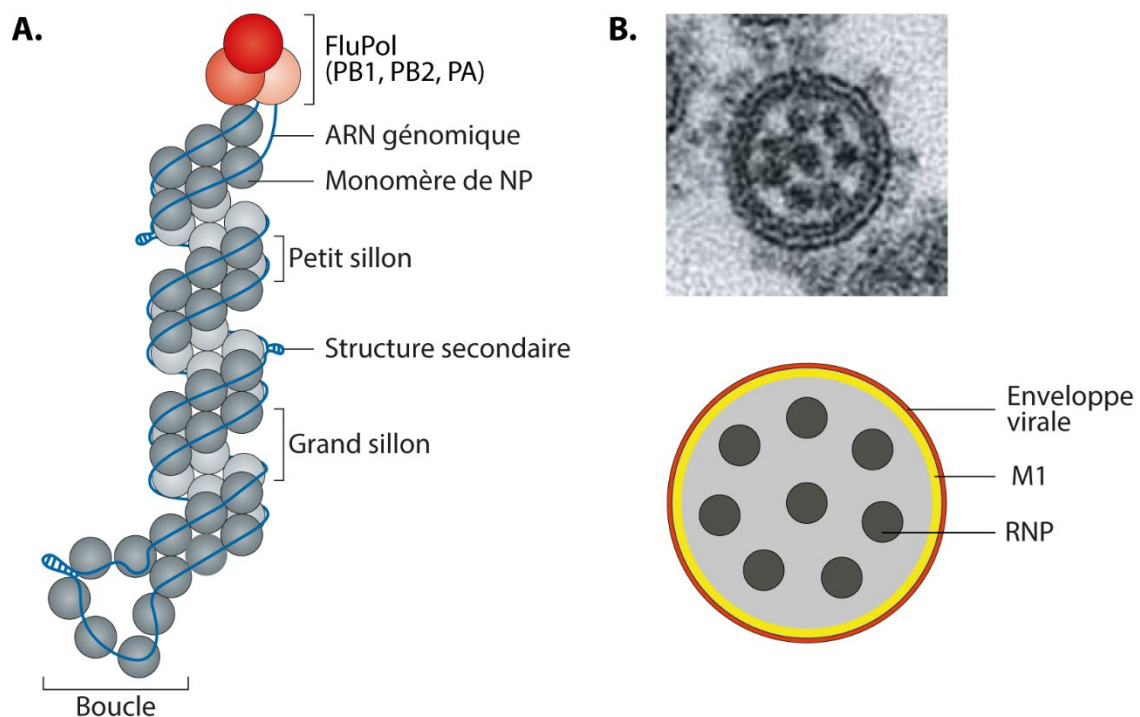 A.
FluPol
(PB1, PB2, PA)
ARN génomique
Monomère de NP
Petit sillon
Structure secondaire
Grand sillon
Boucle
B.
Enveloppe
virale
M1
RNP